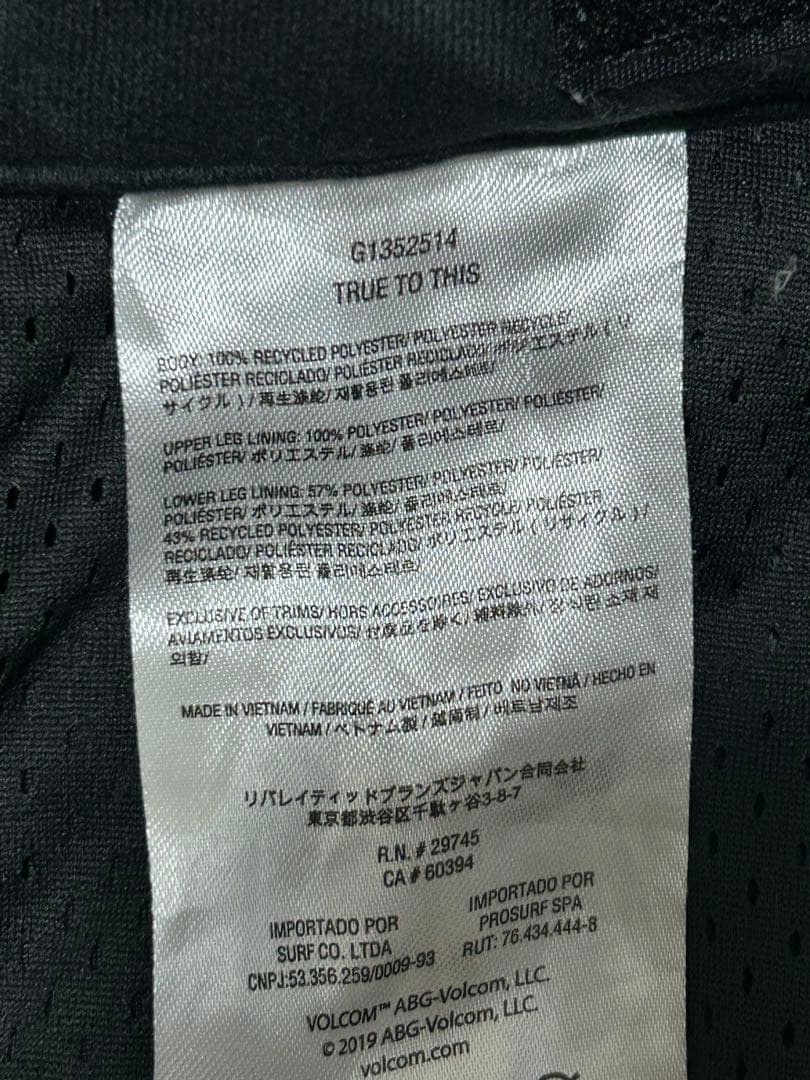 G1352514
TRUE TO THIS
BODY: 100% RECYCLED POLYESTER/ POLYESTER RECYCLE/
POLIÉSTER RECICLADO/ POLIÉSTER RECICLADO/ ポリエステル ( リ
サイクル ) / 再生涤纶/ 재활용된 폴리에스테르/
UPPER LEG LINING: 100% POLYESTER/ POLYESTER/ POLIÉSTER/
POLIÉSTER/ ポリエステル/ 涤纶/ 폴리에스테르/
LOWER LEG LINING: 57% POLYESTER/ POLYESTER/ POLIÉSTER/
POLIÉSTER/ ポリエステル/ 涤纶/ 폴리에스테르/
43% RECYCLED POLYESTER/ POLYESTER RECYCLE/ POLIÉSTER
RECICLADO/ POLIÉSTER RECICLADO/ ポリエステル ( リサイクル ) /
再生涤纶/ 재활용된 폴리에스테르/
EXCLUSIVE OF TRIMS/ HORS ACCESSOIRES/ EXCLUSIVO DE ADORNOS/
AVIAMENTOS EXCLUSIVOS/ 付属品を除く/ 辅料除外/ 장식된 소재 제
외함/
MADE IN VIETNAM / FABRIQUÉ AU VIETNAM / FEITO NO VIETNÃ / HECHO EN
VIETNAM / ベトナム製 / 越南制 / 베트남제조
リバレイティッドブランズジャパン合同会社
東京都渋谷区千駄ヶ谷3-8-7
R.N. # 29745
CA # 60394
IMPORTADO POR
SURF CO. LTDA
CNPJ:53.356.259/0009-93
IMPORTADO POR
PROSURF SPA
RUT: 76.434.444-8
VOLCOM™ ABG-Volcom, LLC.
© 2019 ABG-Volcom, LLC.
volcom.com